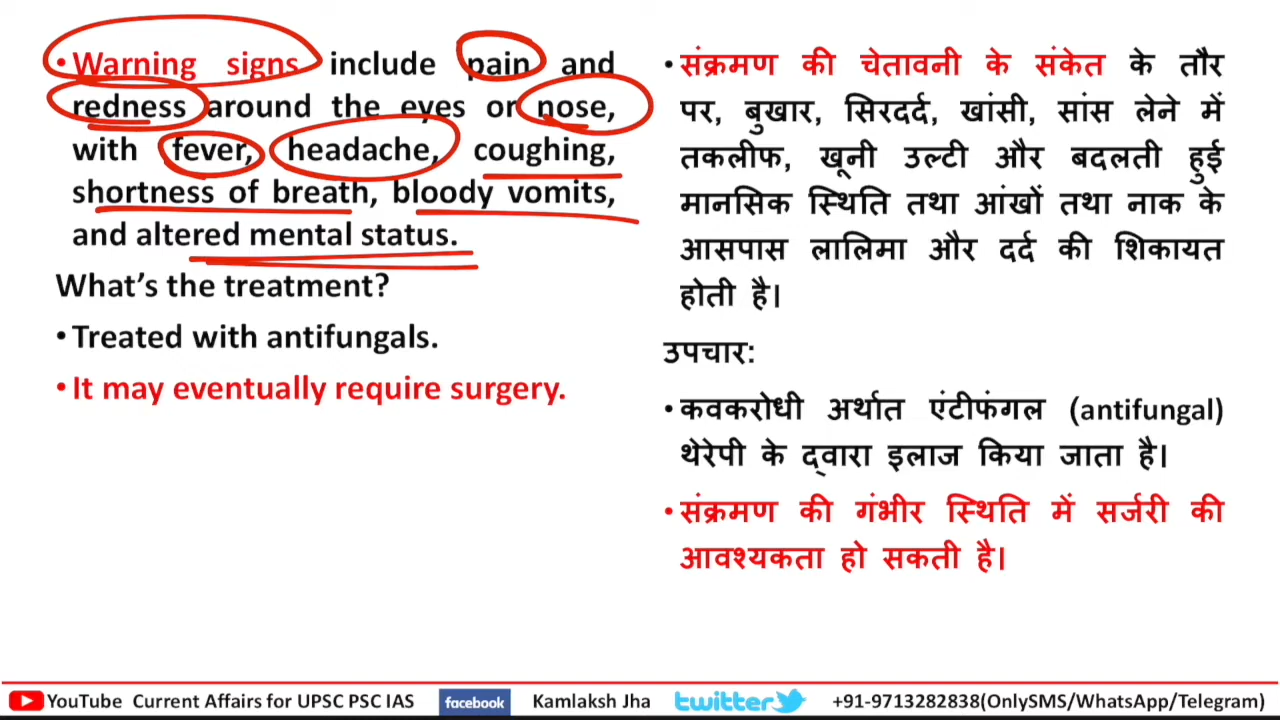 •Warning signs include pain and
redness around the eyes or nose,
with fever, headache, coughing,
shortness of breath, bloody vomits,
and altered mental status.
What’s the treatment?
•Treated with antifungals.
•It may eventually require surgery.
•संक्रमण की चेतावनी के संकेत के तौर
पर, बुखार, सिरदर्द, खांसी, सांस लेने में
तकलीफ, खूनी उल्टी और बदलती हुई
मानसिक स्थिति तथा आंखों तथा नाक के
आसपास लालिमा और दर्द की शिकायत
होती है।
उपचार:
•कवकरोधी अर्थात एंटीफंगल (antifungal)
थेरेपी के द्वारा इलाज किया जाता है।
•संक्रमण की गंभीर स्थिति में सर्जरी की
आवश्यकता हो सकती है।
YouTube Current Affairs for UPSC PSC IAS facebook Kamlaksh Jha twitter +91-9713282838(OnlySMS/WhatsApp/Telegram)